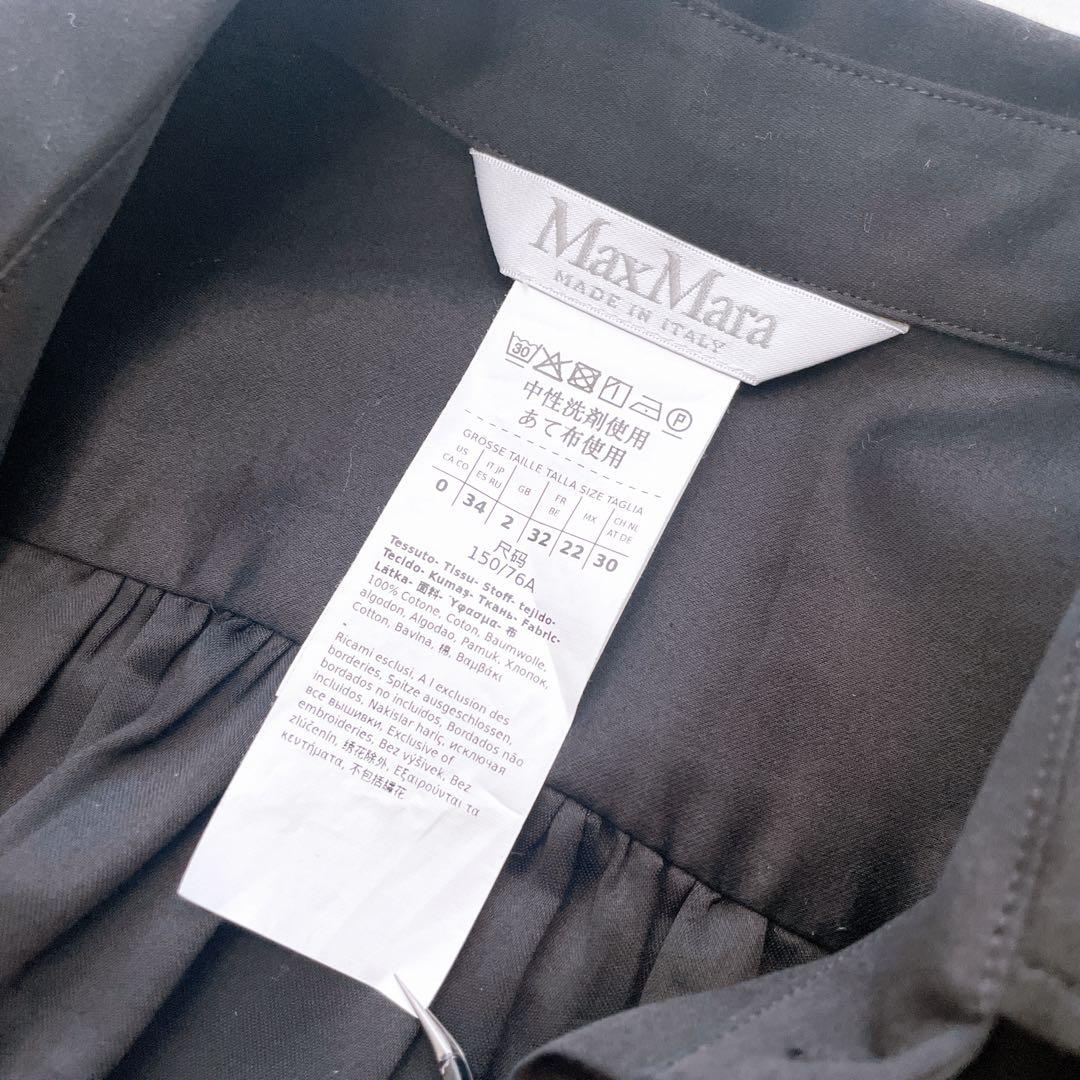 MaxMara
MADE IN ITALY
30 P
中性洗剤使用
あて布使用
GROSSE TAILLE TALLA SIZE TAGLIA
US CA CO IT JP ES RU GB FR BF MX CH NL AT DE
0 34 2 32 22 30
尺码
150/76A
Tessuto- Tissu- Stoff- tejido-
Tecido- Kumaş- Ткань- Fabric-
Látka- 面料- Ύφασμα- 布
100% Cotone, Coton, Baumwolle,
algodon, Algodao, Pamuk, Хлопок,
Cotton, Bavlna, 棉, Βαμβάκι
-
Ricami esclusi, A l exclusion des
borderies, Spitze ausgeschlossen,
bordados no incluidos, Bordados não
incluidos, Nakislar hariç, исключая
все вышивки, Exclusive of
embroideries, Bez výšivek, Bez
zlúčenín, 绣花除外, Εξαιρούνται τα
κεντήματα, 不包括繡花